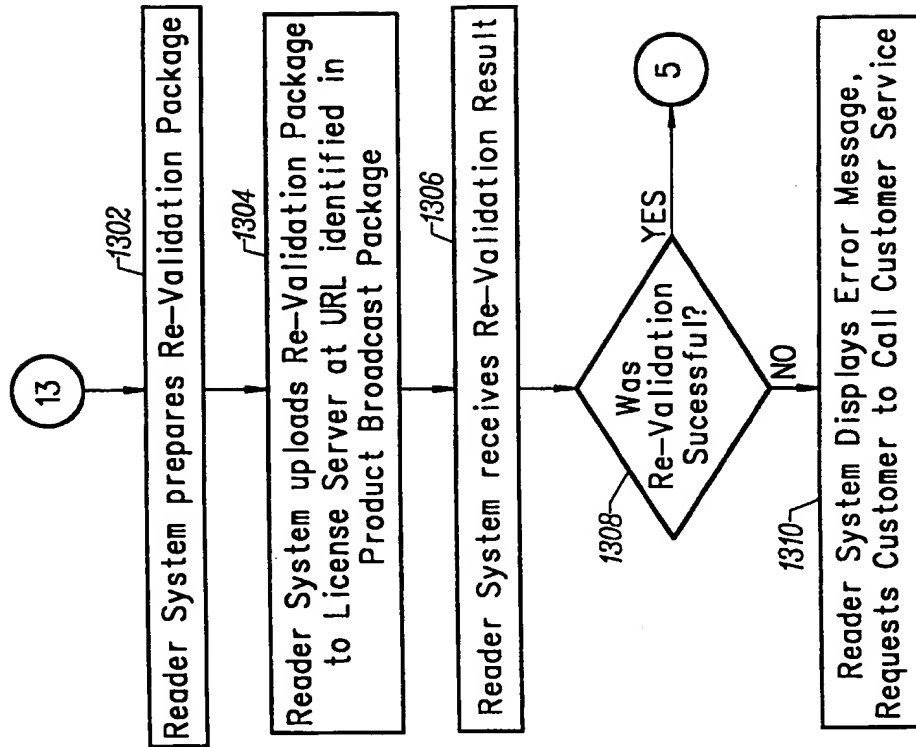 13
1302
Reader System prepares Re-Validation Package
1304
Reader System uploads Re-Validation Package
to License Server at URL identified in
Product Broadcast Package
1306
Reader System receives Re-Validation Result
Was
Re-Validation
Sucessful?
1308
YES
5
NO
1310
Reader System Displays Error Message,
Requests Customer to Call Customer Service